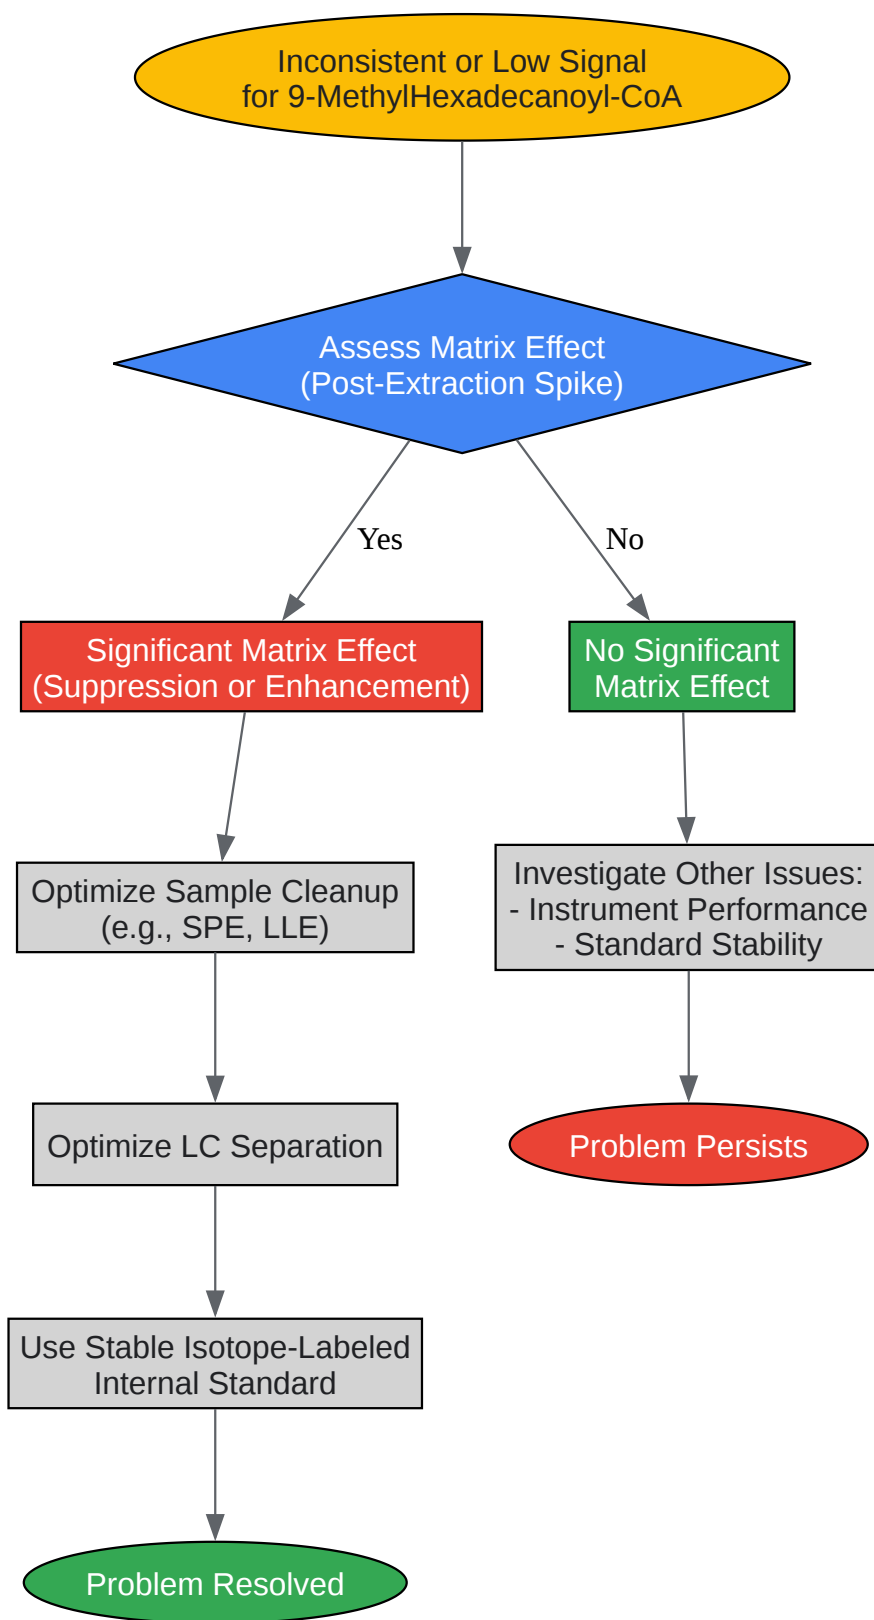 Inconsistent or Low Signal
for 9-MethylHexadecanoyl-CoA
Assess Matrix Effect
(Post-Extraction Spike)
Yes
No
Significant Matrix Effect
(Suppression or Enhancement)
No Significant
Matrix Effect
Optimize Sample Cleanup
(e.g., SPE, LLE)
Investigate Other Issues:
- Instrument Performance
- Standard Stability
Optimize LC Separation
Problem Persists
Use Stable Isotope-Labeled
Internal Standard
Problem Resolved